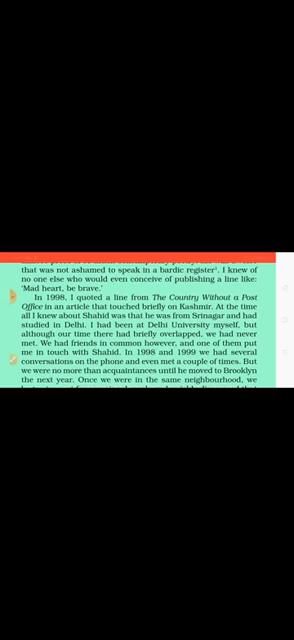 that was not ashamed to speak in a bardic register¹. I knew of
no one else who would even conceive of publishing a line like:
‘Mad heart, be brave.’
In 1998, I quoted a line from The Country Without a Post
Office in an article that touched briefly on Kashmir. At the time
all I knew about Shahid was that he was from Srinagar and had
studied in Delhi. I had been at Delhi University myself, but
although our time there had briefly overlapped, we had never
met. We had friends in common however, and one of them put
me in touch with Shahid. In 1998 and 1999 we had several
conversations on the phone and even met a couple of times. But
we were no more than acquaintances until he moved to Brooklyn
the next year. Once we were in the same neighbourhood, we